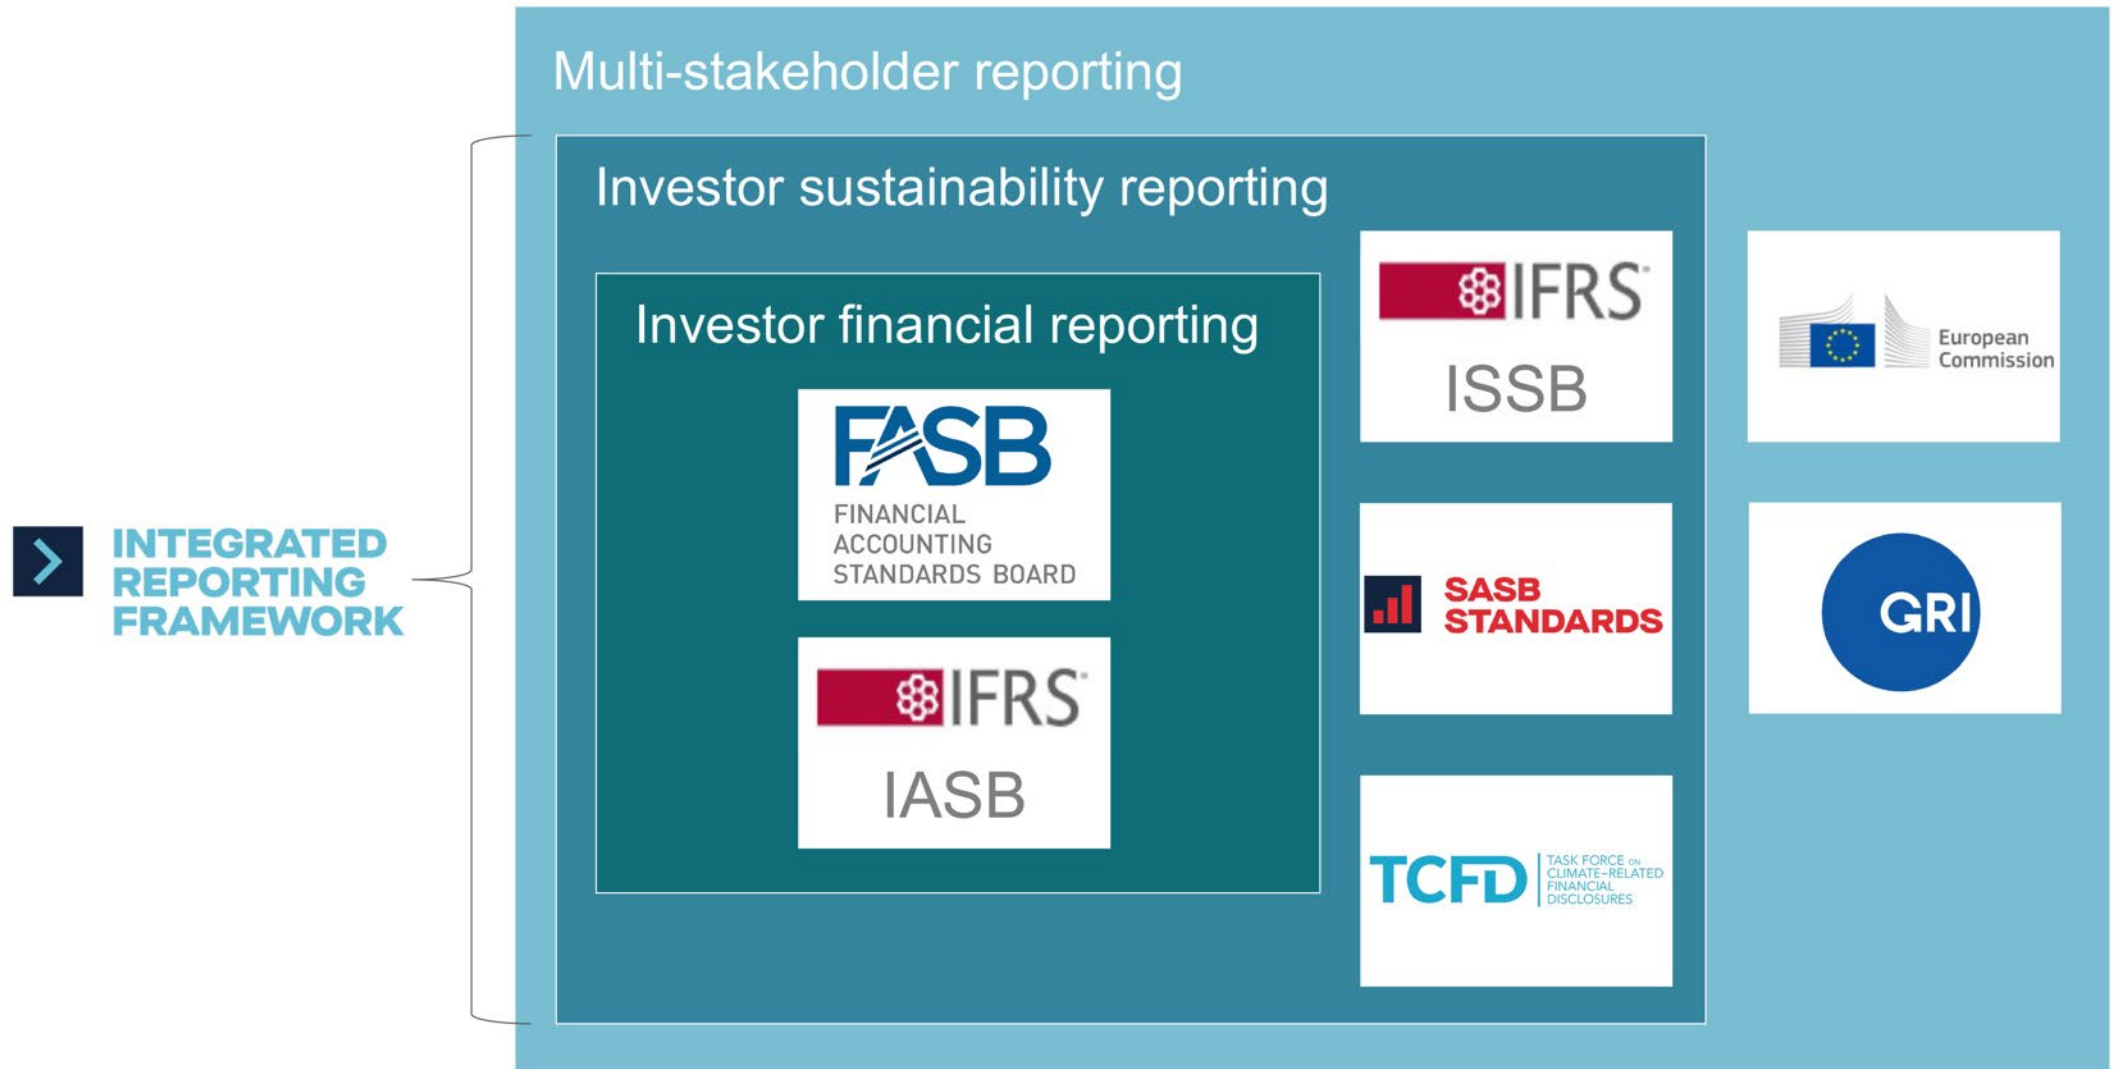 Multi-stakeholder reporting
Investor sustainability reporting
Investor financial reporting
FASB
FINANCIAL
ACCOUNTING
STANDARDS BOARD
IFRS
IASB
IFRS
ISSB
SASB
STANDARDS
TCFD
TASK FORCE ON
CLIMATE-RELATED
FINANCIAL
DISCLOSURES
European
Commission
GRI
INTEGRATED
REPORTING
FRAMEWORK